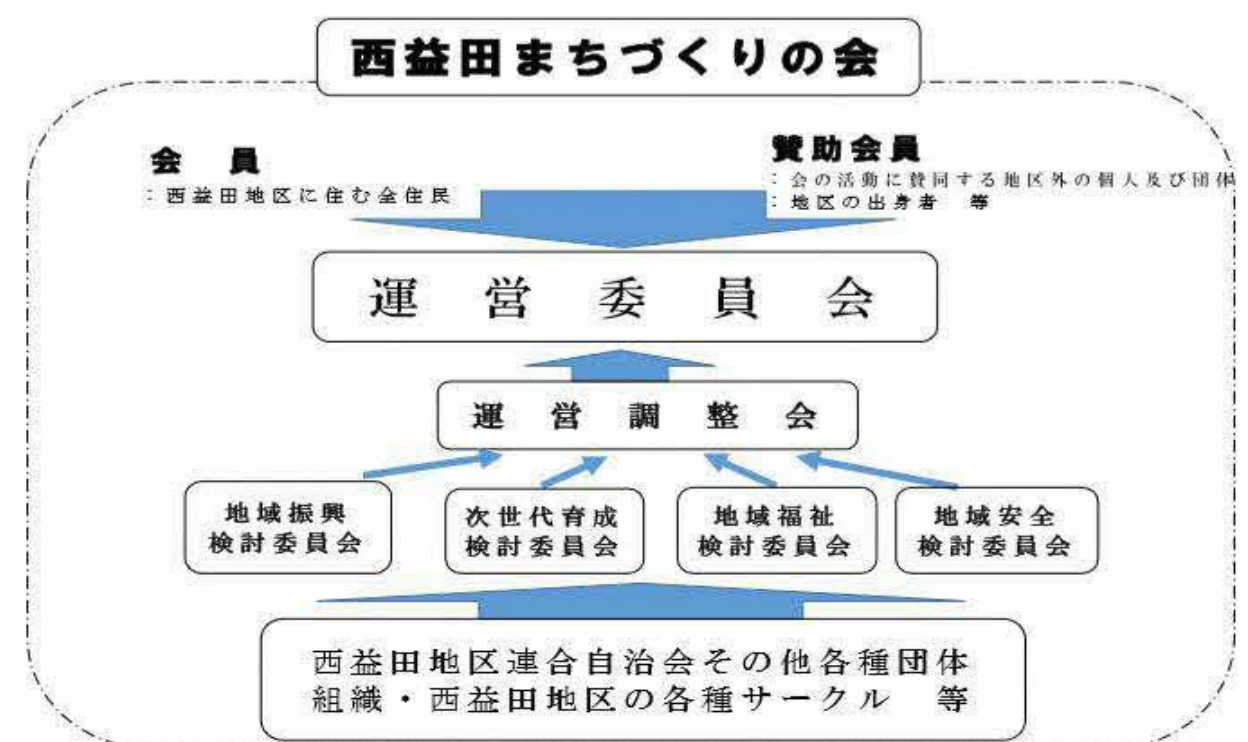 西益田まちづくりの会
会 員
：西益田地区に住む全住民
賛助会員
：会の活動に賛同する地区外の個人及び団体
：地区の出身者 等
運 営 委 員 会
運 営 調 整 会
地域振興
検討委員会
次世代育成
検討委員会
地域福祉
検討委員会
地域安全
検討委員会
西益田地区連合自治会その他各種団体
組織・西益田地区の各種サークル 等